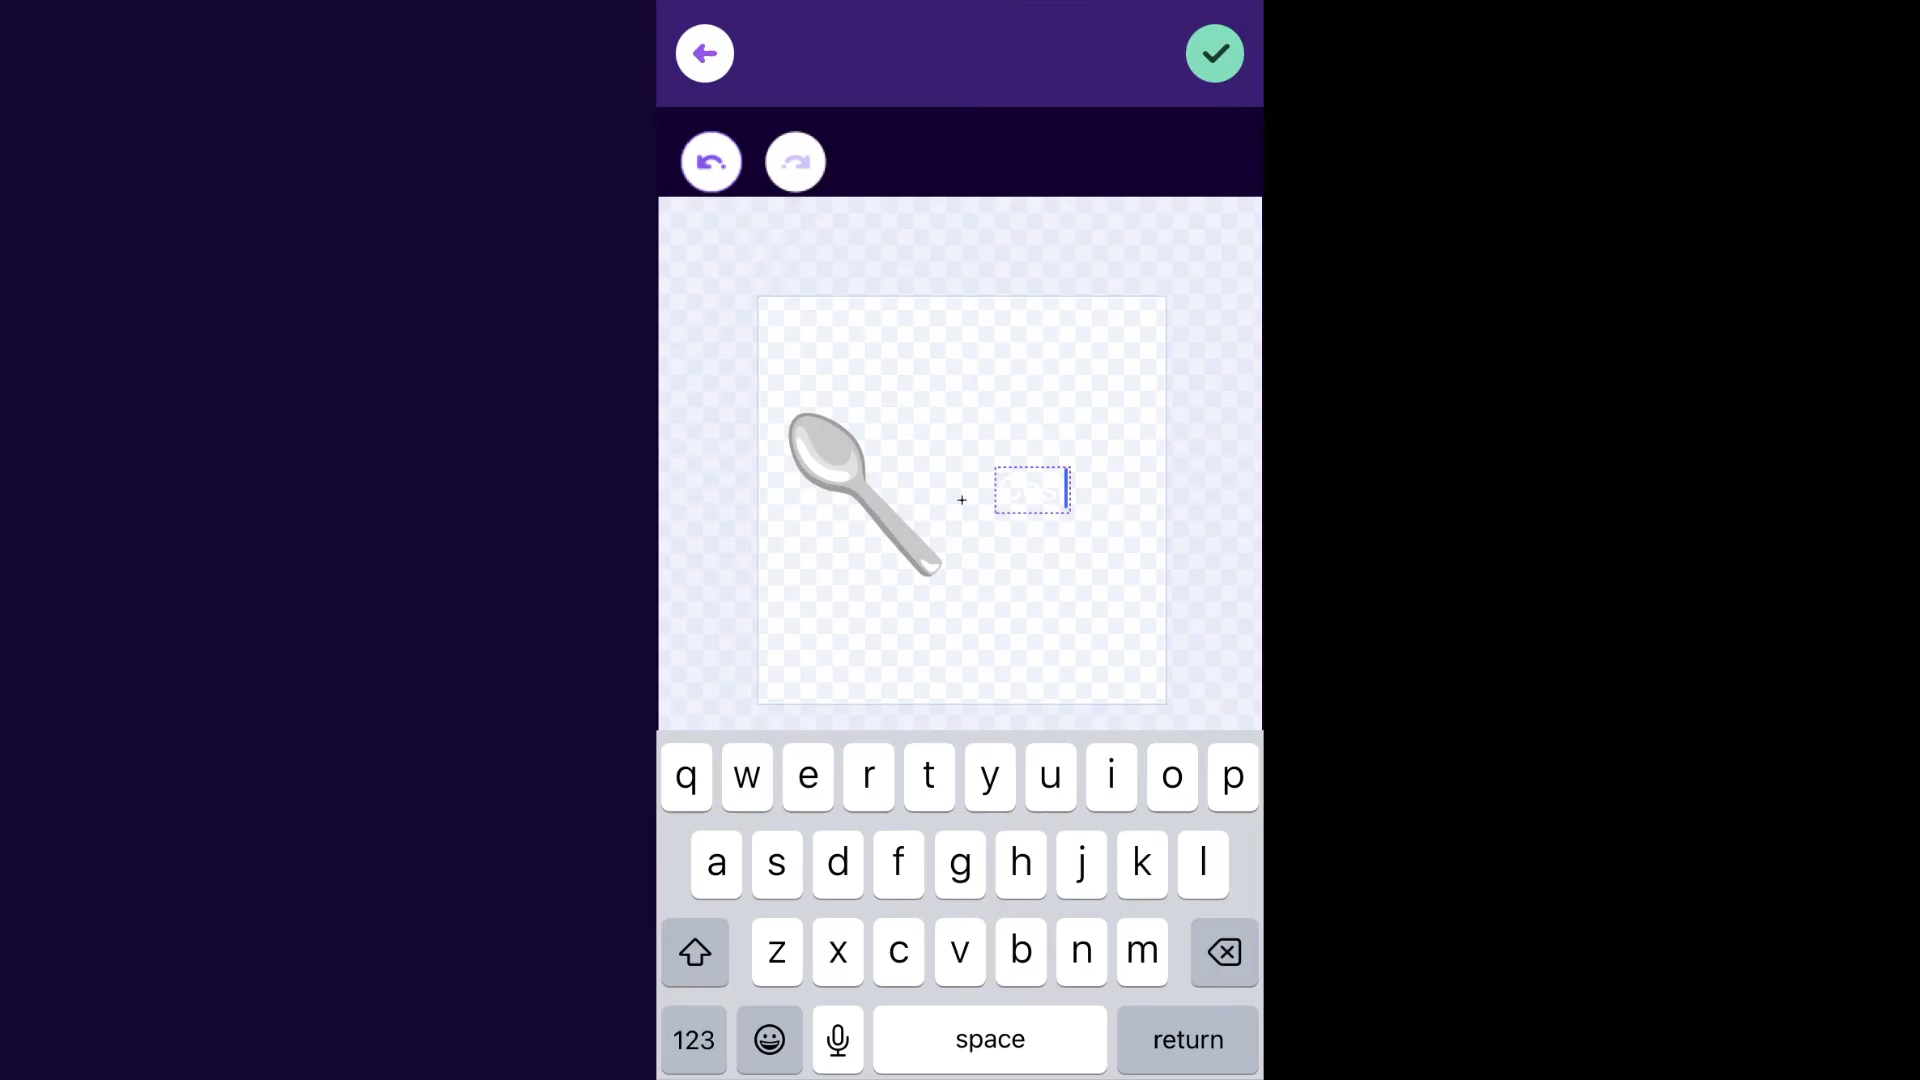 q w e r t y u i o p
a s d f g h j k l
z x c v b n m
123 space return